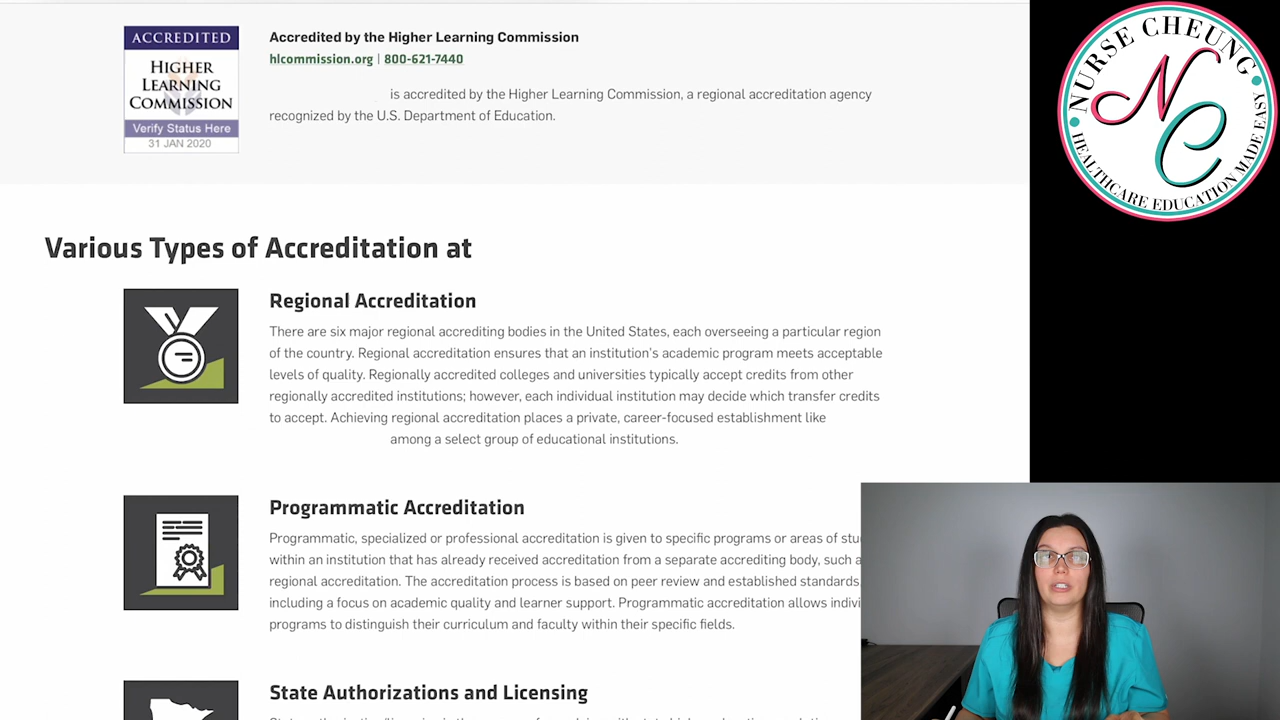 ACCREDITED
HIGHER
LEARNING
COMMISSION
Verify Status Here
31 JAN 2020
Accredited by the Higher Learning Commission
hlcommission.org | 800-621-7440
is accredited by the Higher Learning Commission, a regional accreditation agency
recognized by the U.S. Department of Education.
Various Types of Accreditation at
Regional Accreditation
There are six major regional accrediting bodies in the United States, each overseeing a particular region
of the country. Regional accreditation ensures that an institution's academic program meets acceptable
levels of quality. Regionally accredited colleges and universities typically accept credits from other
regionally accredited institutions; however, each individual institution may decide which transfer credits
to accept. Achieving regional accreditation places a private, career-focused establishment like
among a select group of educational institutions.
Programmatic Accreditation
Programmatic, specialized or professional accreditation is given to specific programs or areas of
within an institution that has already received accreditation from a separate accrediting body, such
regional accreditation. The accreditation process is based on peer review and established standards,
including a focus on academic quality and learner support. Programmatic accreditation allows
programs to distinguish their curriculum and faculty within their specific fields.
State Authorizations and Licensing
NURSE CHEUNG
NC
HEALTHCARE EDUCATION MADE EASY